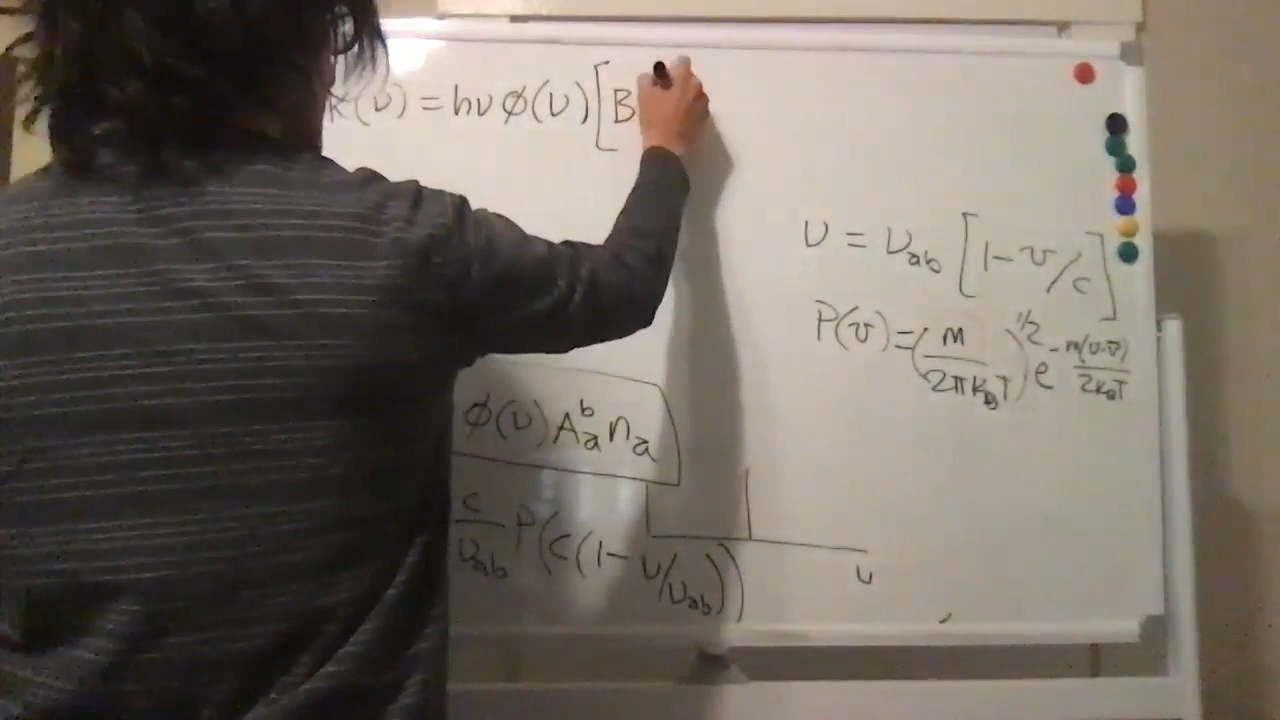 κ(ν) = hν ϕ(ν) [ B
ν = ν_ab [1 - v/c]
P(v) = (m / 2πk_BT)^1/2 e^(-m(v-v̄) / 2k_BT)
ϕ(ν) A_a^b n_a
c/ν_ab P(c(1 - ν/ν_ab))
ν